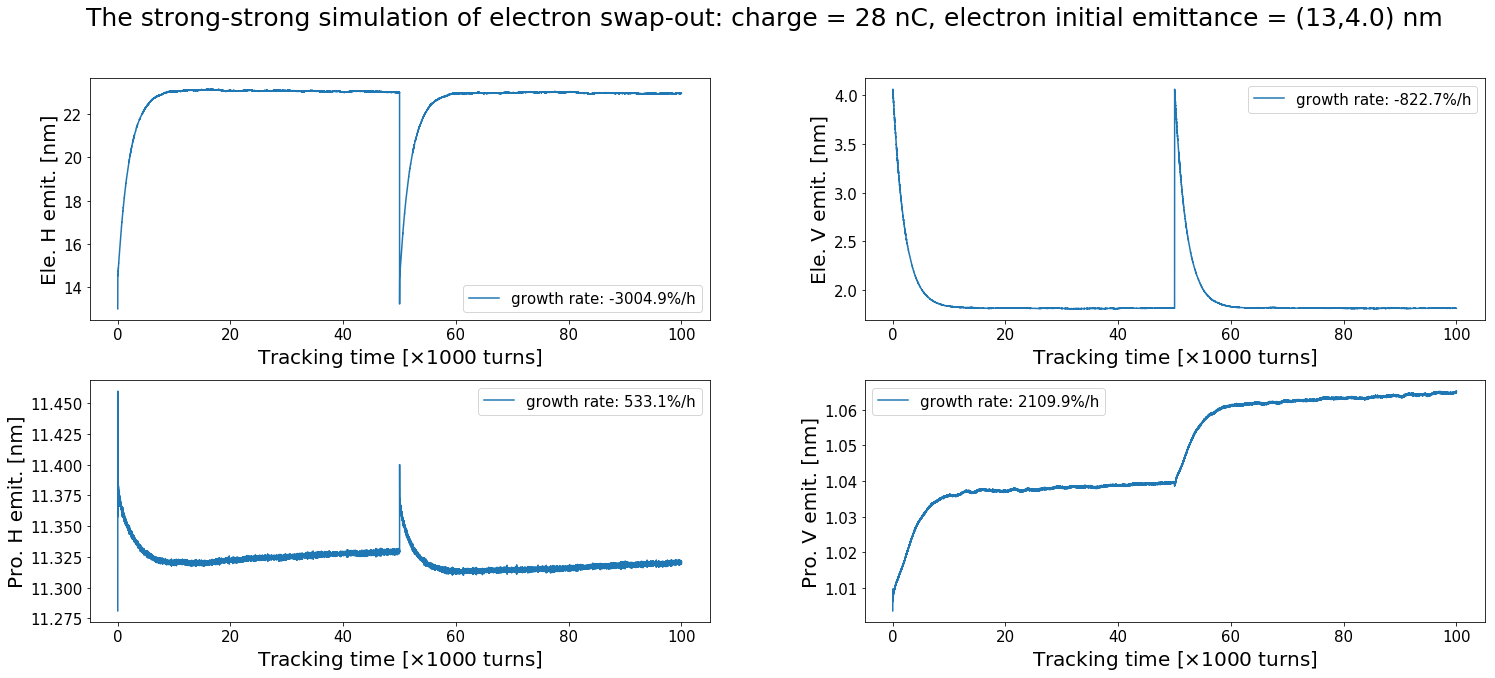 The strong-strong simulation of electron swap-out: charge = 28 nC, electron initial emittance = (13,4.0) nm
Ele. H emit. [nm]
22
20
18
16
14
growth rate: -3004.9%/h
0 20 40 60 80 100
Tracking time [×1000 turns]
Ele. V emit. [nm]
4.0
3.5
3.0
2.5
2.0
growth rate: -822.7%/h
0 20 40 60 80 100
Tracking time [×1000 turns]
Pro. H emit. [nm]
11.450
11.425
11.400
11.375
11.350
11.325
11.300
11.275
growth rate: 533.1%/h
0 20 40 60 80 100
Tracking time [×1000 turns]
Pro. V emit. [nm]
1.06
1.05
1.04
1.03
1.02
1.01
growth rate: 2109.9%/h
0 20 40 60 80 100
Tracking time [×1000 turns]